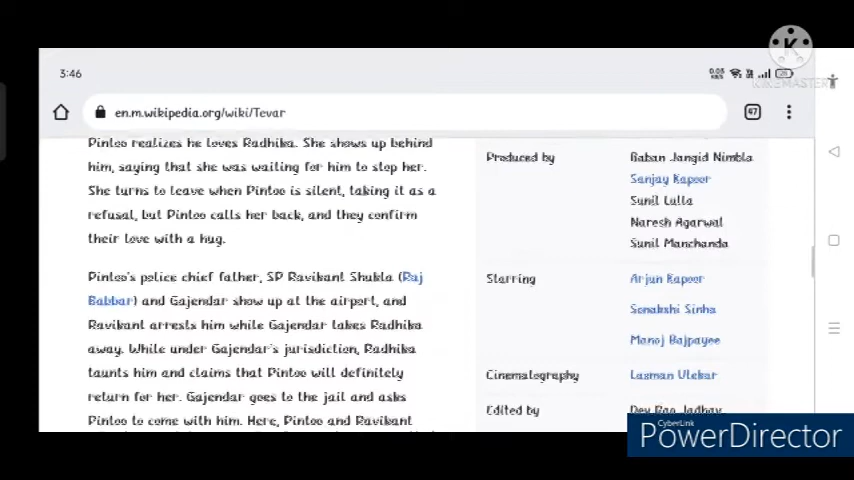 3:46
KINEMASTER
en.m.wikipedia.org/wiki/Tevar
47
Pintoo realizes he loves Radhika. She shows up behind
him, saying that she was waiting for him to stop her.
She turns to leave when Pintoo is silent, taking it as a
refusal, but Pintoo calls her back, and they confirm
their love with a hug.
Pintoo's police chief father, SP Ravikant Shukla (Raj
Babbar) and Gajendar show up at the airport, and
Ravikant arrests him while Gajendar takes Radhika
away. While under Gajendar's jurisdiction, Radhika
taunts him and claims that Pintoo will definitely
return for her. Gajendar goes to the jail and asks
Pintoo to come with him. Here, Pintoo and Ravikant
Produced by
Baban Jangid Nimbla
Sanjay Kapoor
Sunil Lulla
Naresh Agarwal
Sunil Manchanda
Starring
Arjun Kapoor
Sonakshi Sinha
Manoj Bajpayee
Cinematography
Laxman Utekar
Edited by
Dev Rao Jadhav
CyberLink
PowerDirector